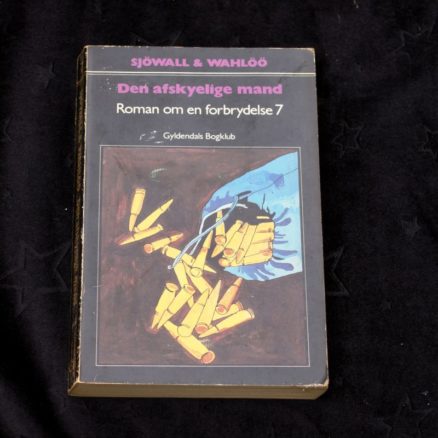 SJÖWALL & WAHLÖÖ
Den afskyelige mand
Roman om en forbrydelse 7
Gyldendals Bogklub